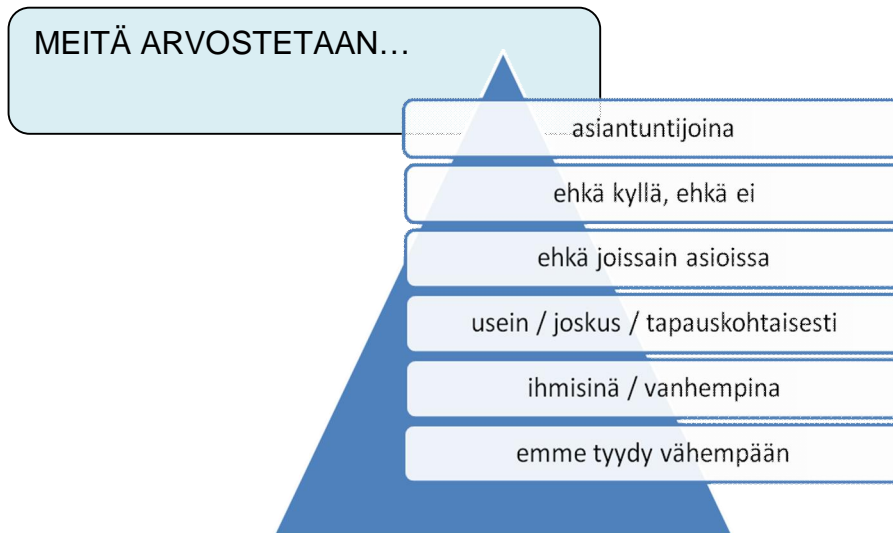 MEITÄ ARVOSTETAAN…
asiantuntijoina
ehkä kyllä, ehkä ei
ehkä joissain asioissa
usein / joskus / tapauskohtaisesti
ihmisinä / vanhempina
emme tyydy vähempään